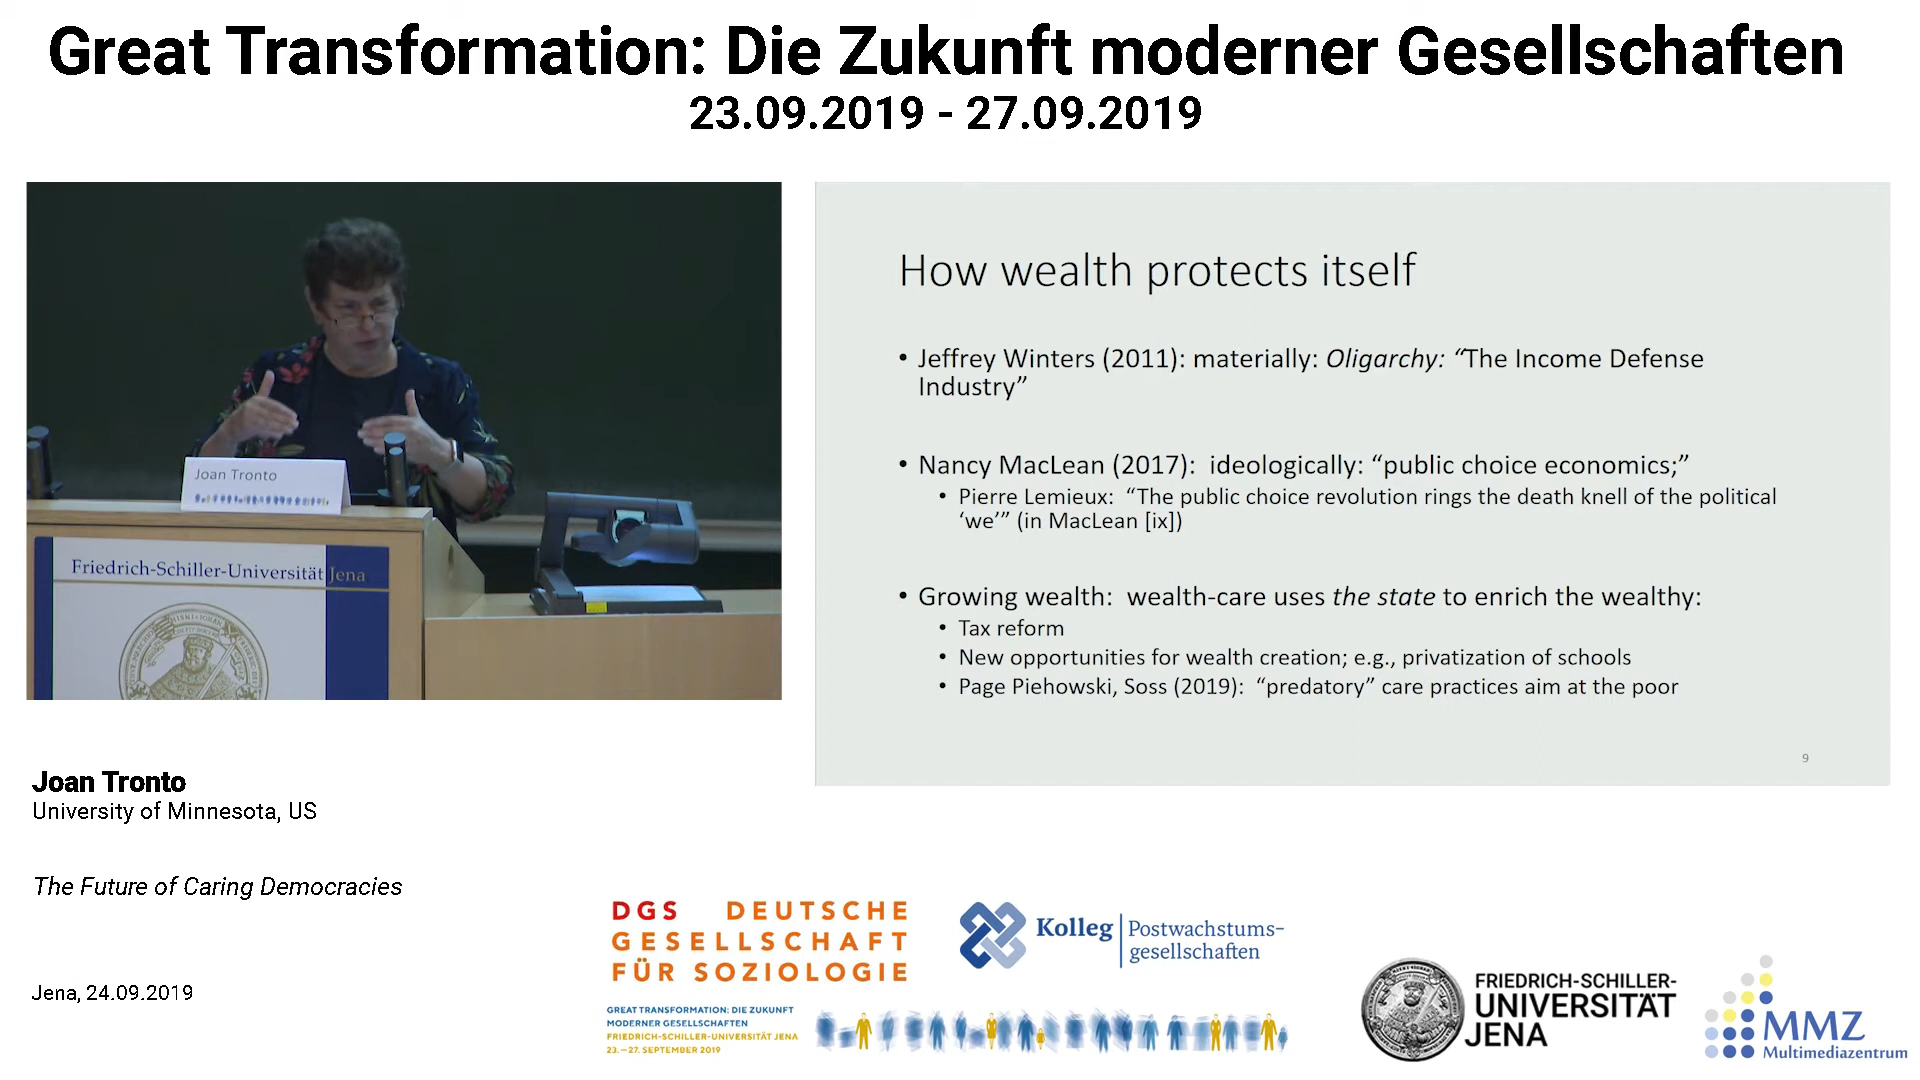 Great Transformation: Die Zukunft moderner Gesellschaften
23.09.2019 - 27.09.2019
Joan Tronto
Friedrich-Schiller-Universität Jena
How wealth protects itself
• Jeffrey Winters (2011): materially: Oligarchy: “The Income Defense
Industry”
• Nancy MacLean (2017): ideologically: “public choice economics;”
• Pierre Lemieux: “The public choice revolution rings the death knell of the political
‘we’” (in MacLean [ix])
• Growing wealth: wealth-care uses the state to enrich the wealthy:
• Tax reform
• New opportunities for wealth creation; e.g., privatization of schools
• Page Piehowski, Soss (2019): “predatory” care practices aim at the poor
9
Joan Tronto
University of Minnesota, US
The Future of Caring Democracies
Jena, 24.09.2019
DGS DEUTSCHE
GESELLSCHAFT
FÜR SOZIOLOGIE
GREAT TRANSFORMATION: DIE ZUKUNFT
MODERNER GESELLSCHAFTEN
FRIEDRICH-SCHILLER-UNIVERSITÄT JENA
23.–27. SEPTEMBER 2019
Kolleg Postwachstums-
gesellschaften
FRIEDRICH-SCHILLER-
UNIVERSITÄT
JENA
MMZ
Multimediazentrum